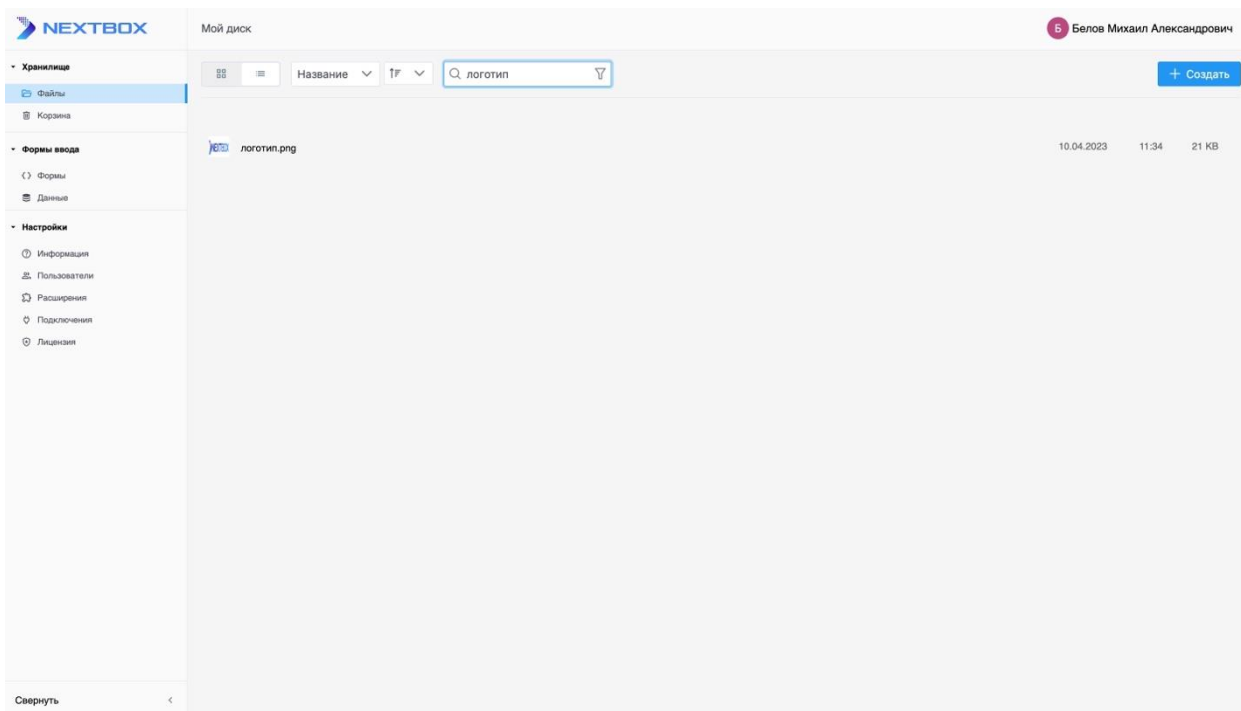 NEXTBOX
Мой диск
Б Белов Михаил Александрович
Хранилище
Файлы
Корзина
Формы ввода
Формы
Данные
Настройки
Информация
Пользователи
Расширения
Подключения
Лицензия
Свернуть
Название
логотип
+ Создать
логотип.png 10.04.2023 11:34 21 KB